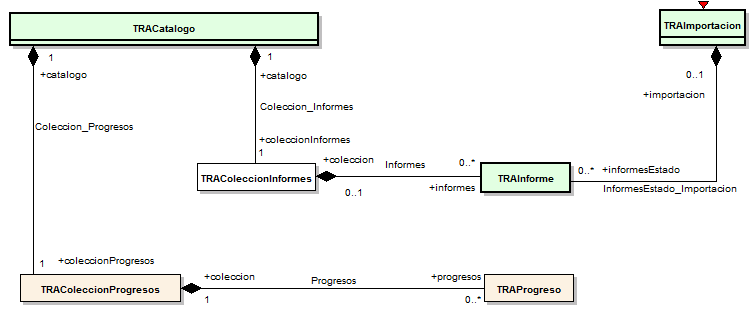 TRACatalogo
TRAImportacion
1
1
+catalogo
+catalogo
0..1
+importacion
Coleccion_Informes
Coleccion_Progresos
+coleccionInformes
1
+coleccion
Informes
0..*
0..*
+informesEstado
TRAColeccionInformes
TRAInforme
0..1
+informes
InformesEstado_Importacion
+coleccionProgresos
1
+coleccion
Progresos
+progresos
TRAColeccionProgresos
TRAProgreso
1
0..*